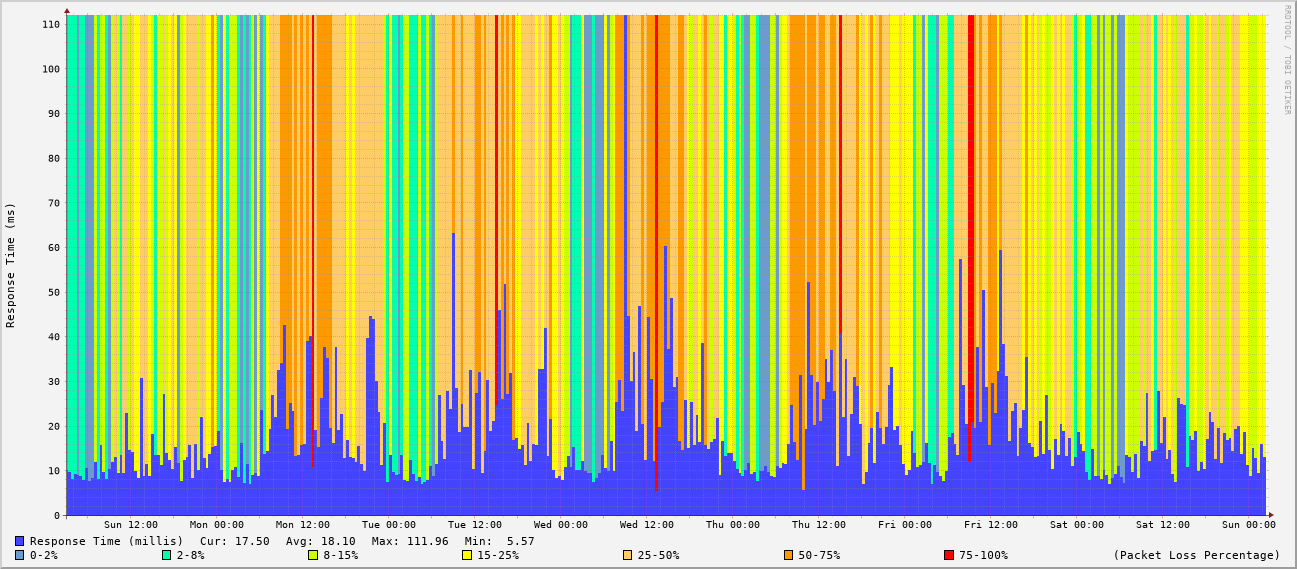 RRDTOOL / TOBI OETIKER
Response Time (ms)
110
100
90
80
70
60
50
40
30
20
10
0
Sun 12:00 Mon 00:00 Mon 12:00 Tue 00:00 Tue 12:00 Wed 00:00 Wed 12:00 Thu 00:00 Thu 12:00 Fri 00:00 Fri 12:00 Sat 00:00 Sat 12:00 Sun 00:00
Response Time (millis) Cur: 17.50 Avg: 18.10 Max: 111.96 Min: 5.57
0-2% 2-8% 8-15% 15-25% 25-50% 50-75% 75-100% (Packet Loss Percentage)